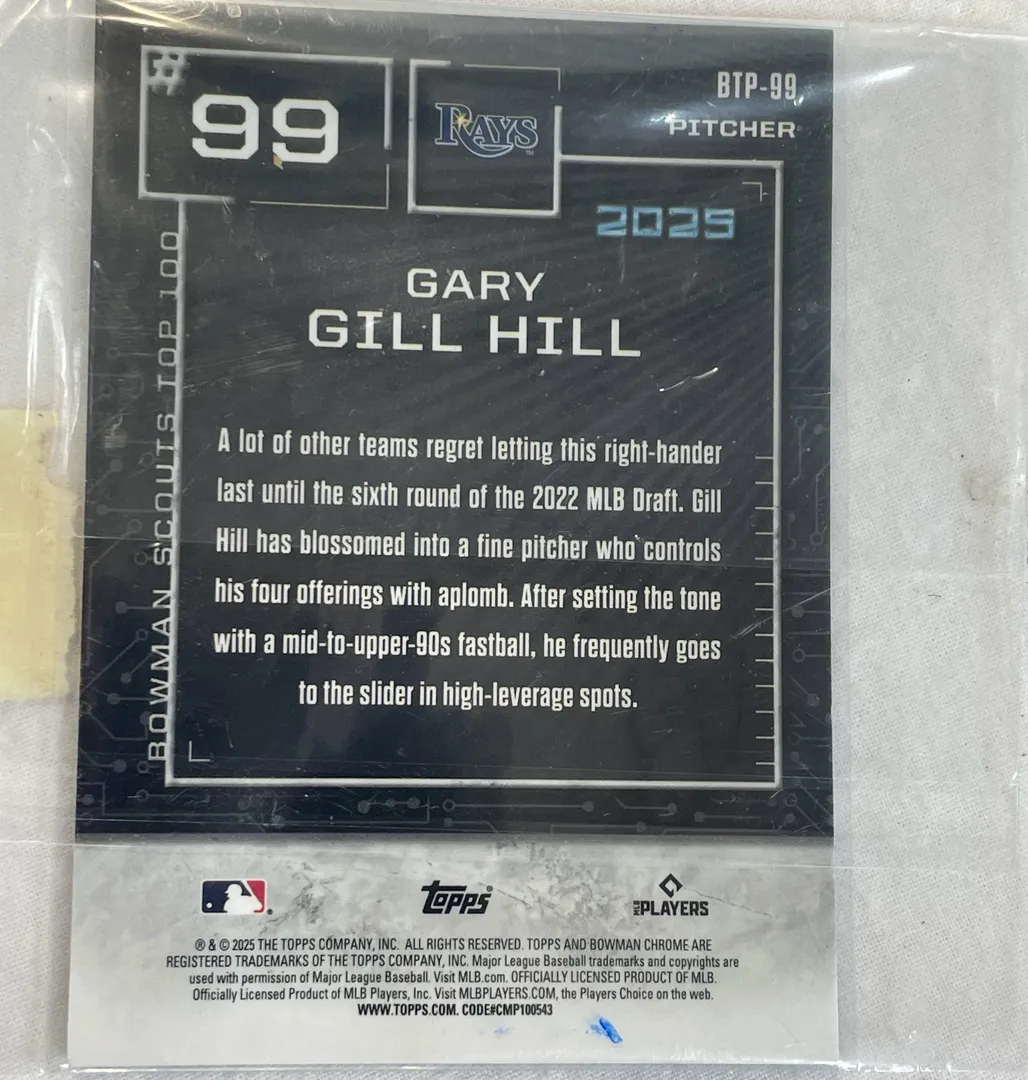 #
99
RAYS
TM
BTP-99
PITCHER
2025
GARY
GILL HILL
BOWMAN SCOUTS TOP 100
A lot of other teams regret letting this right-hander
last until the sixth round of the 2022 MLB Draft. Gill
Hill has blossomed into a fine pitcher who controls
his four offerings with aplomb. After setting the tone
with a mid-to-upper-90s fastball, he frequently goes
to the slider in high-leverage spots.
topps®
MLB PLAYERS
® & © 2025 THE TOPPS COMPANY, INC. ALL RIGHTS RESERVED. TOPPS AND BOWMAN CHROME ARE
REGISTERED TRADEMARKS OF THE TOPPS COMPANY, INC. Major League Baseball trademarks and copyrights are
used with permission of Major League Baseball. Visit MLB.com. OFFICIALLY LICENSED PRODUCT OF MLB.
Officially Licensed Product of MLB Players, Inc. Visit MLBPLAYERS.COM, the Players Choice on the web.
WWW.TOPPS.COM. CODE#CMP100543